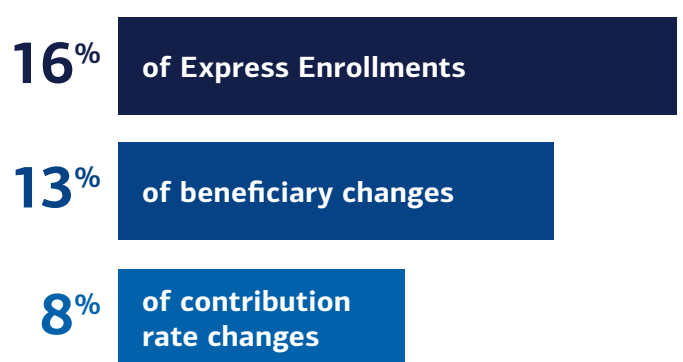 16% of Express Enrollments
13% of beneficiary changes
8% of contribution
rate changes